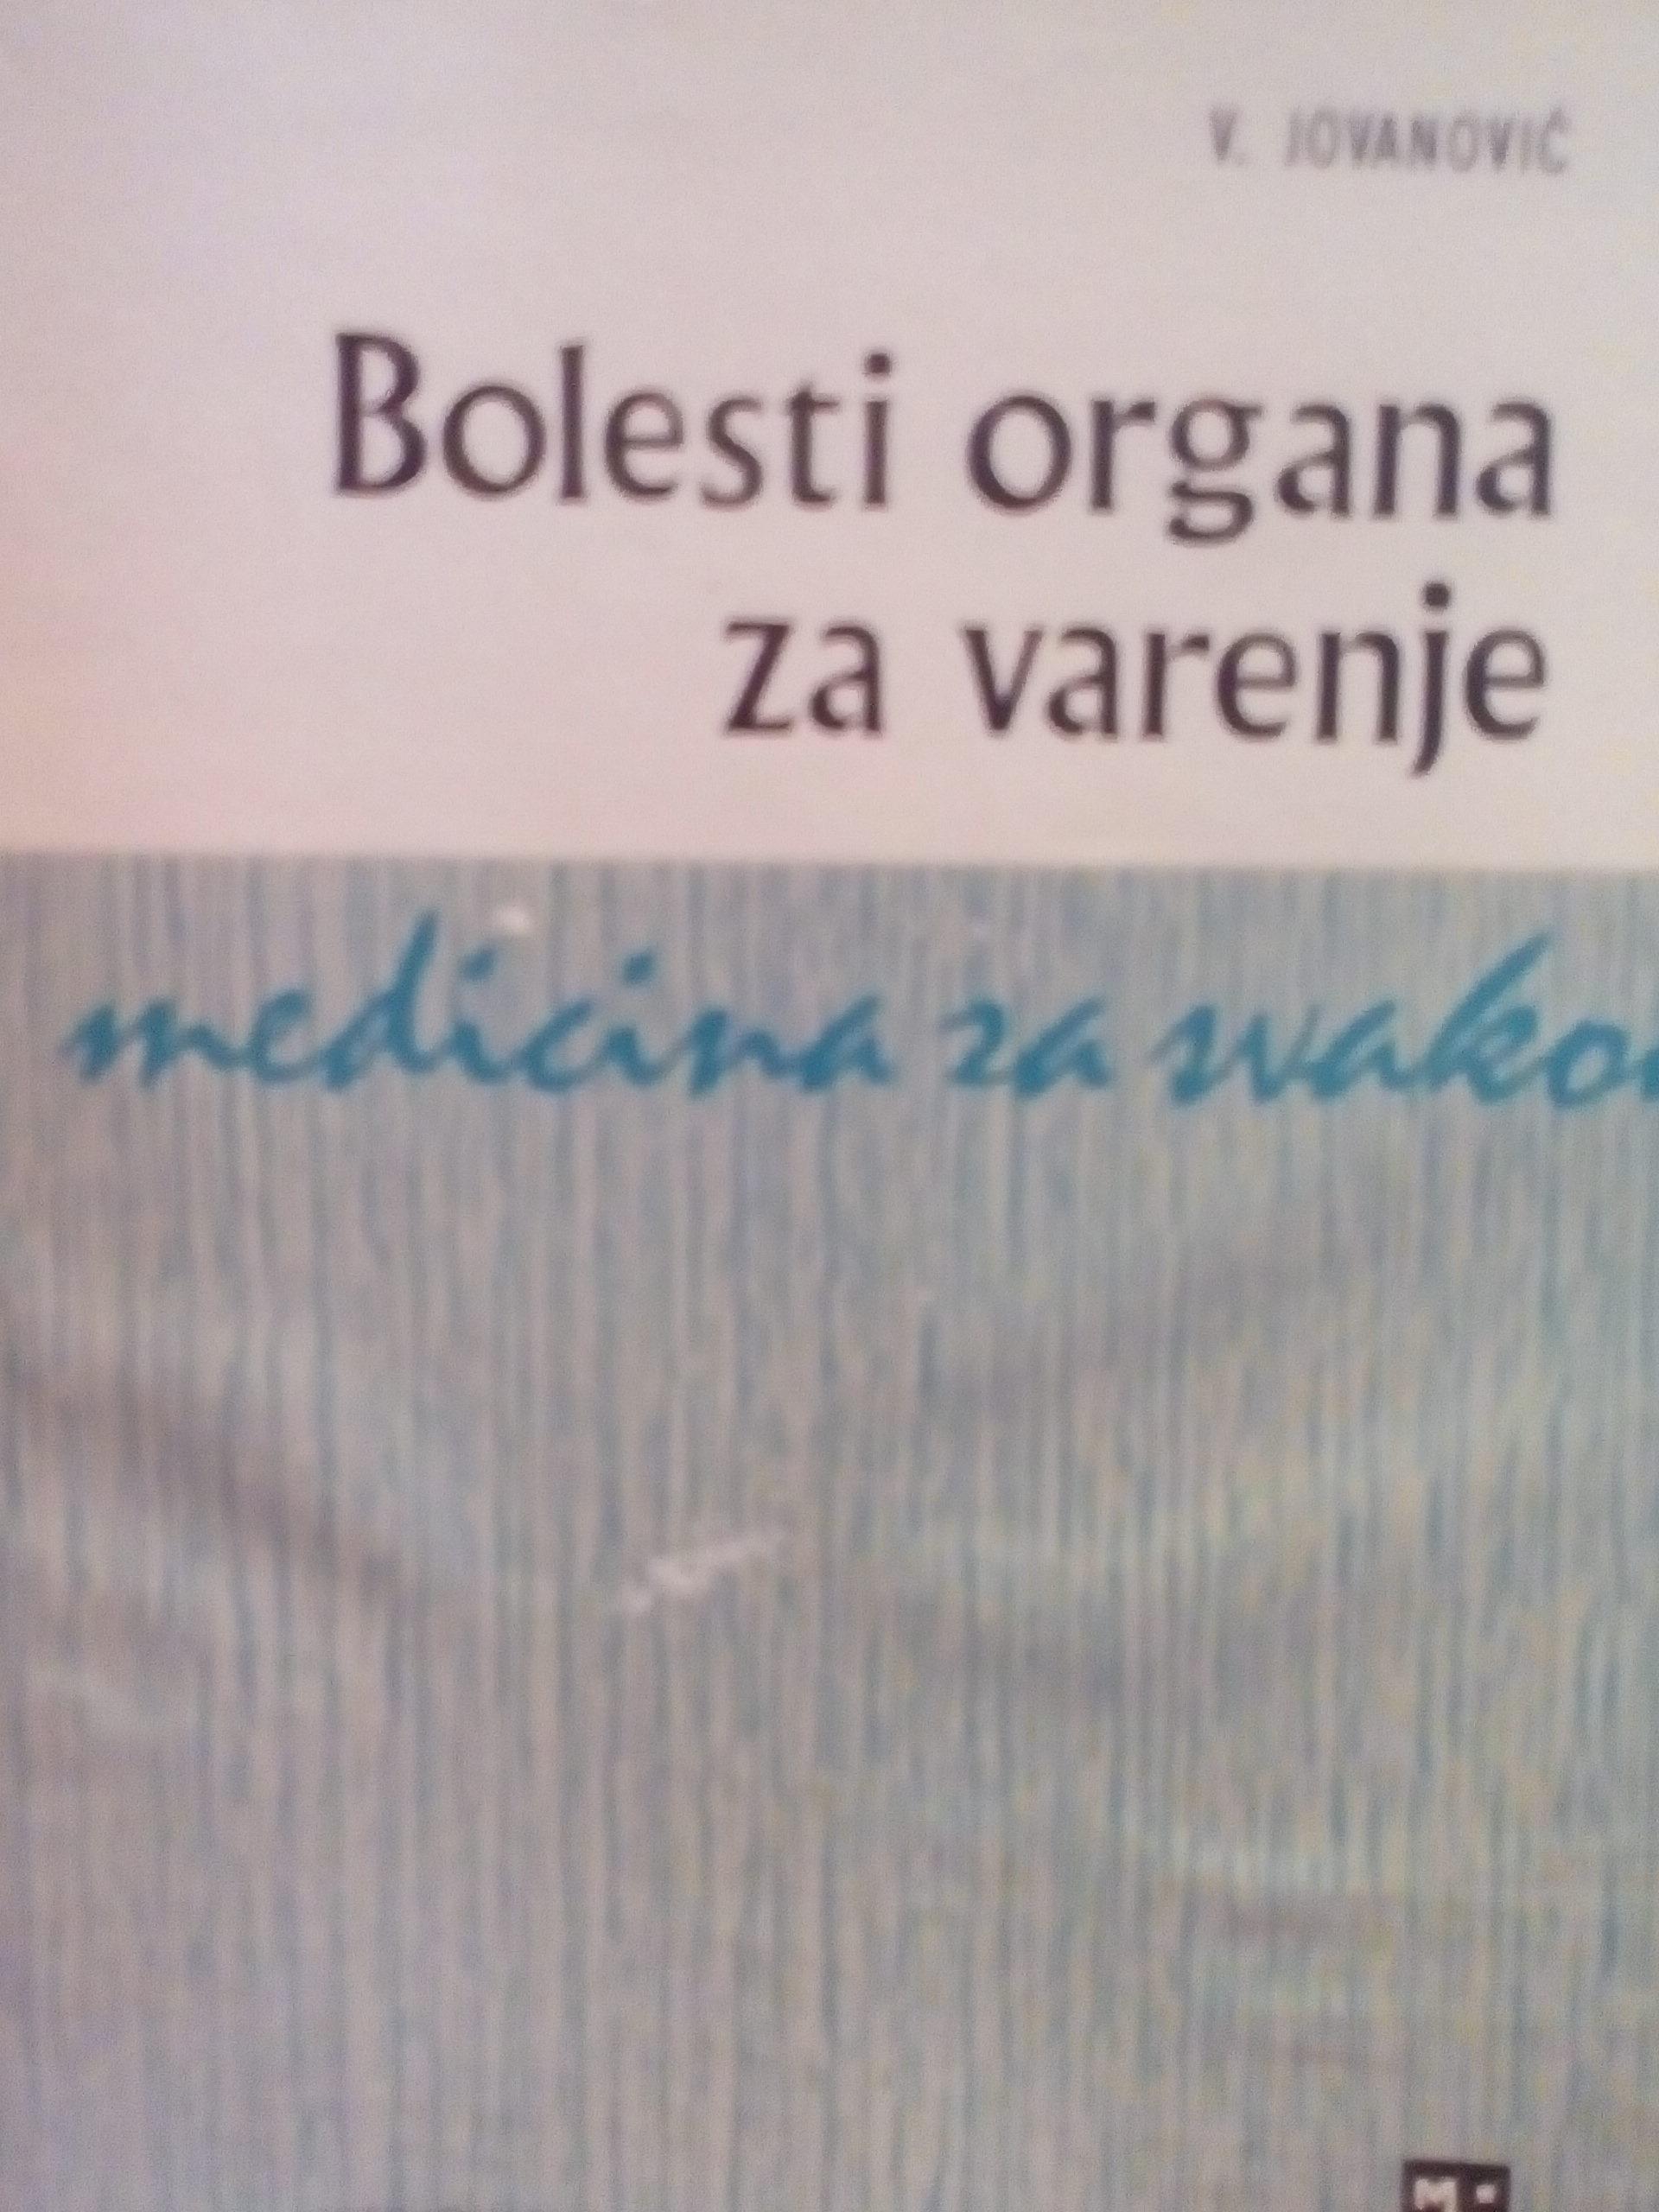 V. JOVANOVIĆ
Bolesti organa
za varenje
medicina za svako